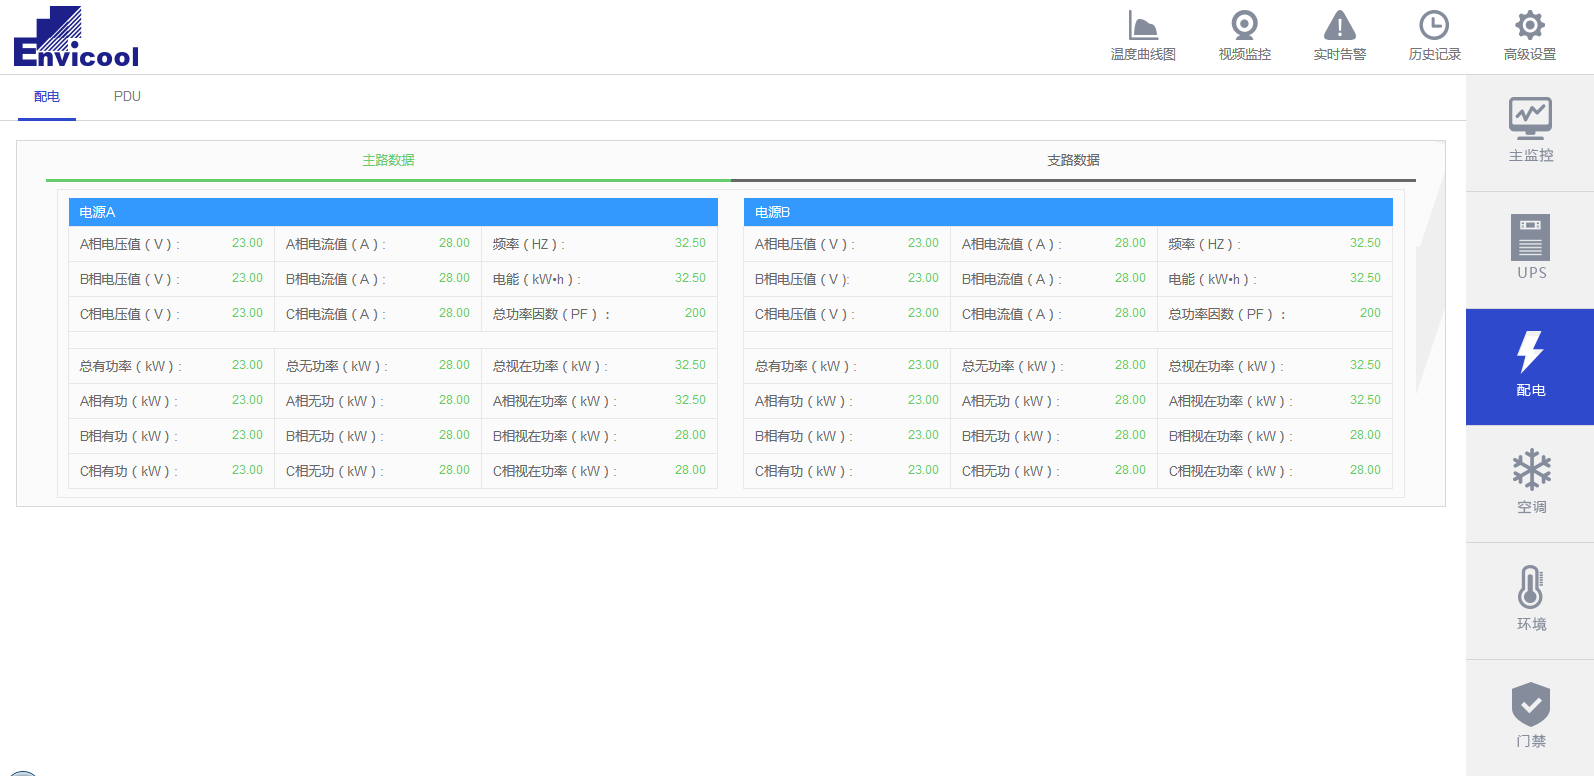 Envicool
温度曲线图 视频监控 实时告警 历史记录 高级设置
配电 PDU
主路数据 支路数据
电源A 电源B
A相电压值（V）: 23.00 A相电流值（A）: 28.00 频率（HZ）: 32.50 A相电压值（V）: 23.00 A相电流值（A）: 28.00 频率（HZ）: 32.50
B相电压值（V）: 23.00 B相电流值（A）: 28.00 电能（kW•h）: 32.50 B相电压值（V): 23.00 B相电流值（A）: 28.00 电能（kW•h）: 32.50
C相电压值（V）: 23.00 C相电流值（A）: 28.00 总功率因数（PF）： 200 C相电压值（V）: 23.00 C相电流值（A）: 28.00 总功率因数（PF）： 200
总有功率（kW）: 23.00 总无功率（kW）: 28.00 总视在功率（kW）: 32.50 总有功率（kW）: 23.00 总无功率（kW）: 28.00 总视在功率（kW）: 32.50
A相有功（kW）: 23.00 A相无功（kW）: 28.00 A相视在功率（kW）: 32.50 A相有功（kW）: 23.00 A相无功（kW）: 28.00 A相视在功率（kW）: 32.50
B相有功（kW）: 23.00 B相无功（kW）: 28.00 B相视在功率（kW）: 28.00 B相有功（kW）: 23.00 B相无功（kW）: 28.00 B相视在功率（kW）: 28.00
C相有功（kW）: 23.00 C相无功（kW）: 28.00 C相视在功率（kW）: 28.00 C相有功（kW）: 23.00 C相无功（kW）: 28.00 C相视在功率（kW）: 28.00
主监控
UPS
配电
空调
环境
门禁